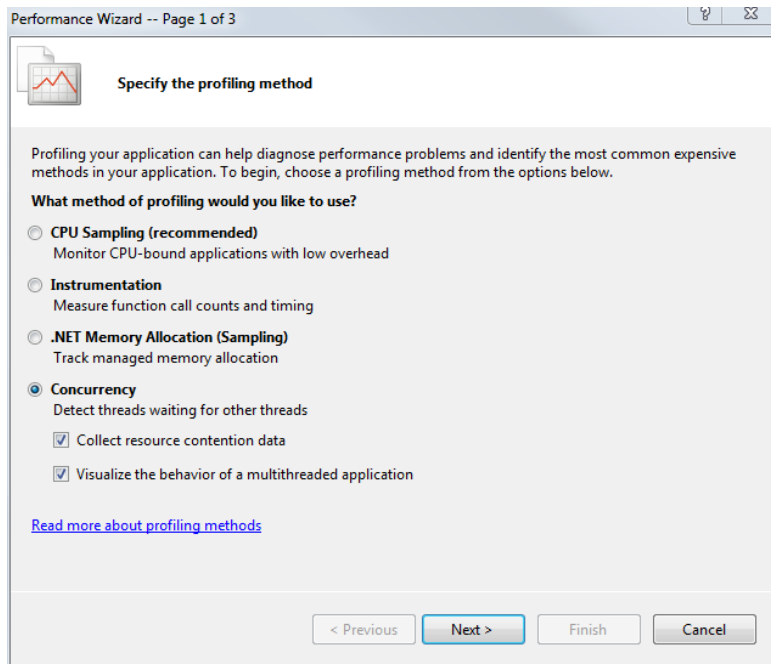 Performance Wizard -- Page 1 of 3
?
Specify the profiling method
Profiling your application can help diagnose performance problems and identify the most common expensive
methods in your application. To begin, choose a profiling method from the options below.
What method of profiling would you like to use?
CPU Sampling (recommended)
Monitor CPU-bound applications with low overhead
Instrumentation
Measure function call counts and timing
.NET Memory Allocation (Sampling)
Track managed memory allocation
Concurrency
Detect threads waiting for other threads
Collect resource contention data
Visualize the behavior of a multithreaded application
Read more about profiling methods
< Previous Next > Finish Cancel